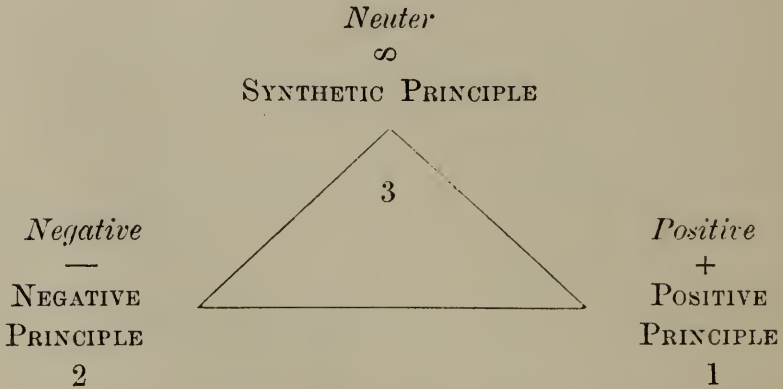 Neuter
∞
SYNTHETIC PRINCIPLE
3
Negative
—
NEGATIVE
PRINCIPLE
2
Positive
+
POSITIVE
PRINCIPLE
1